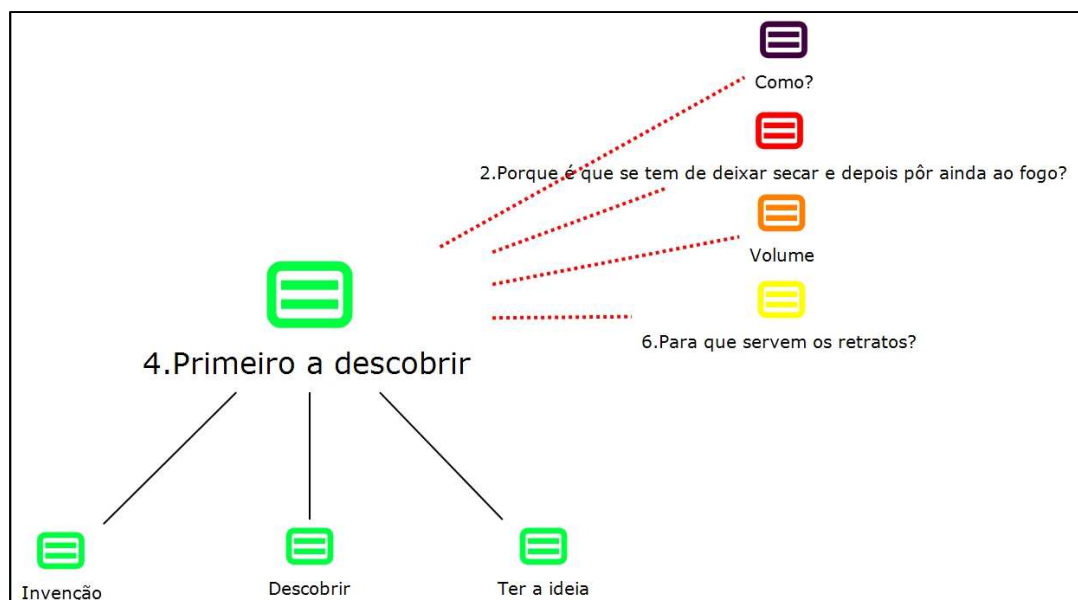 Como?
2.Porque é que se tem de deixar secar e depois pôr ainda ao fogo?
Volume
6.Para que servem os retratos?
4.Primeiro a descobrir
Invenção
Descobrir
Ter a ideia